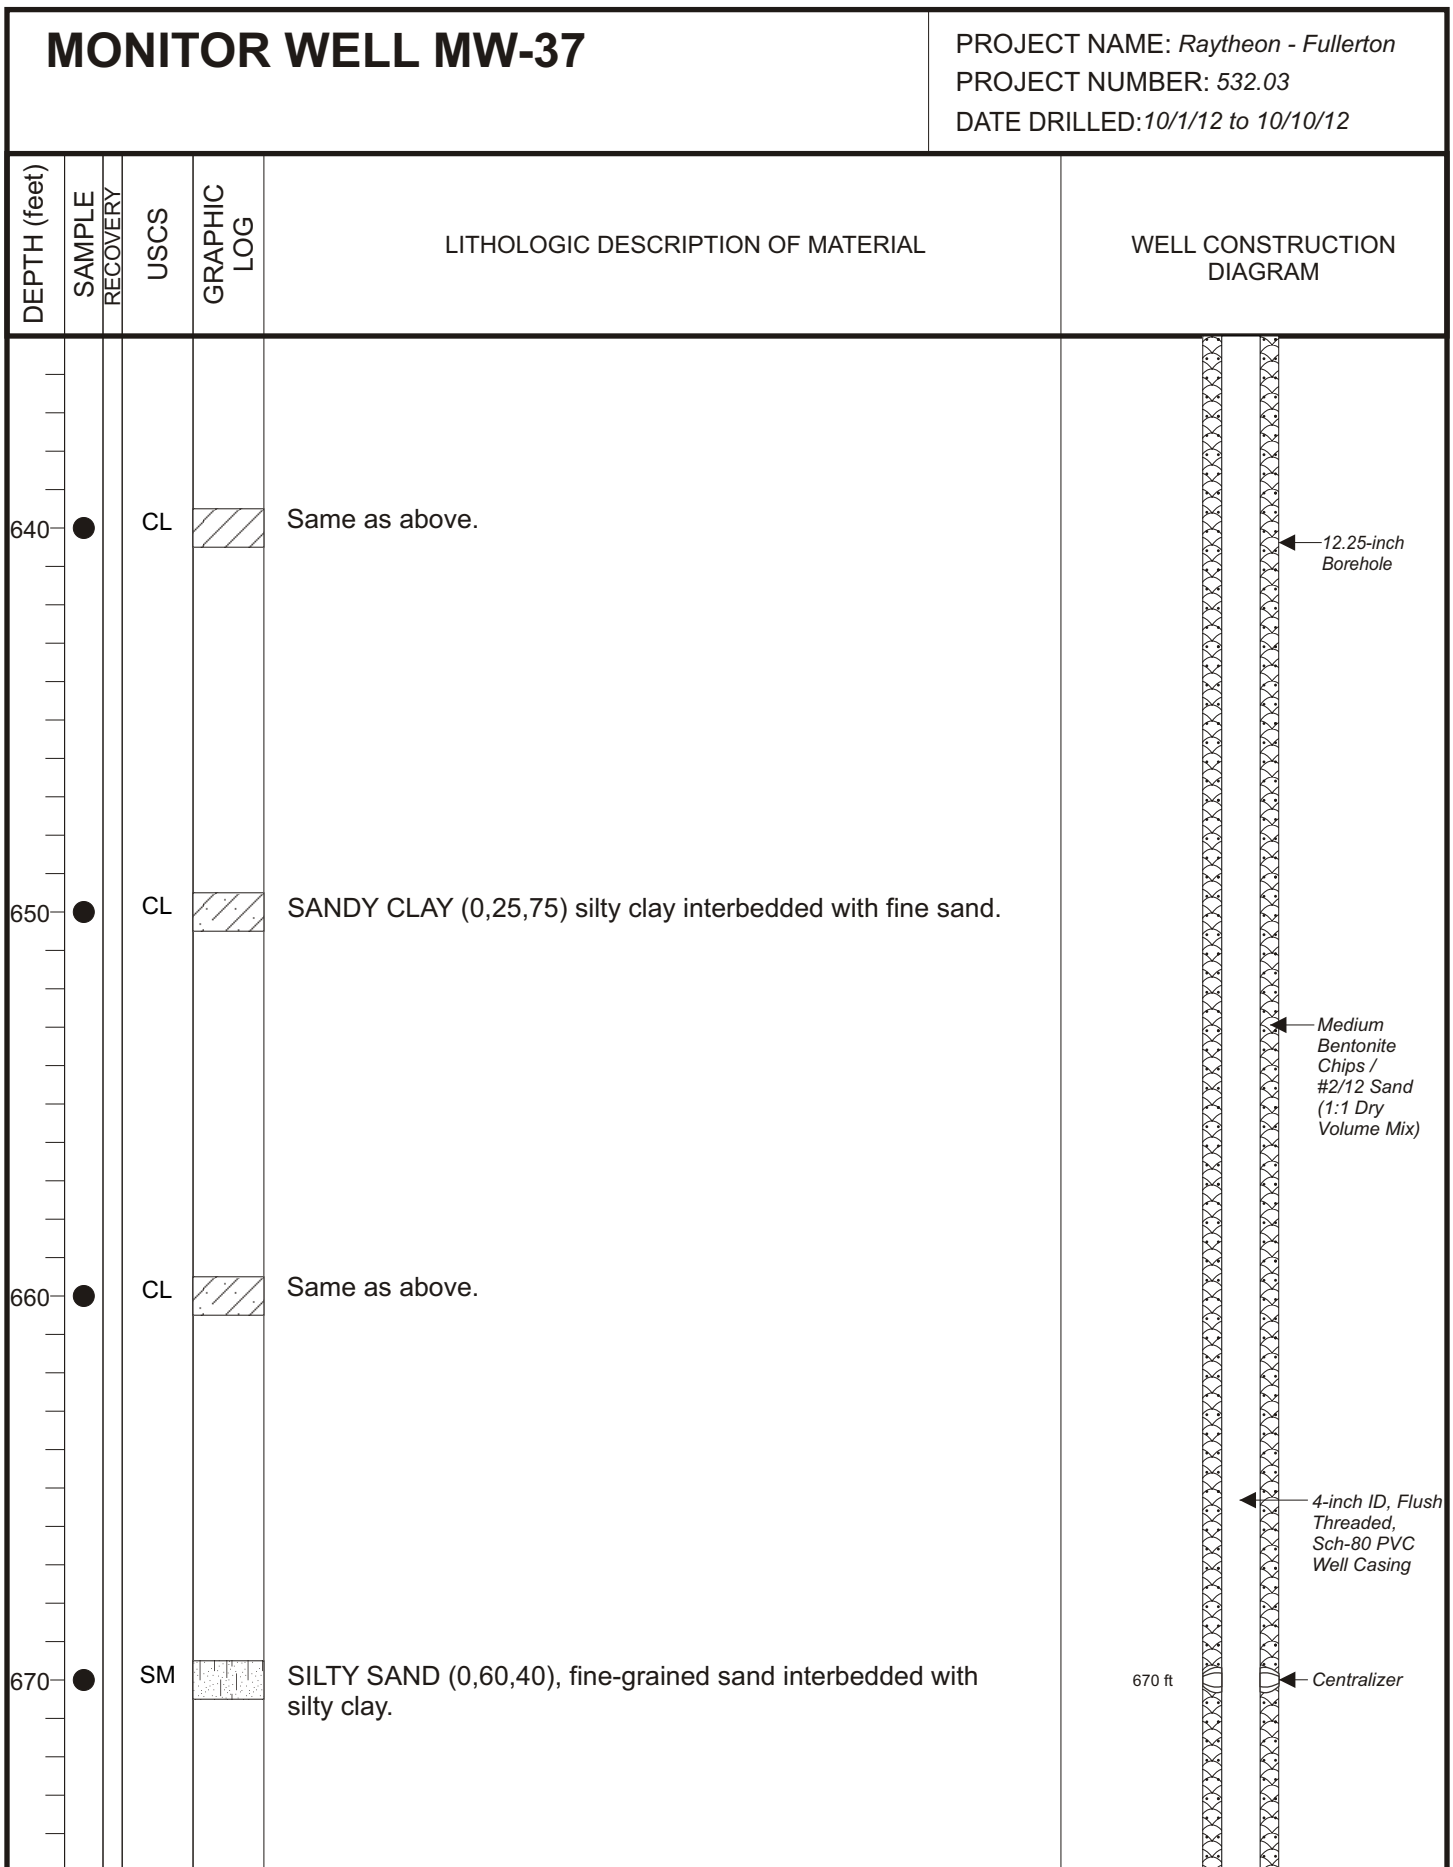 MONITOR WELL MW-37
PROJECT NAME: Raytheon - Fullerton
PROJECT NUMBER: 532.03
DATE DRILLED:10/1/12 to 10/10/12
DEPTH (feet)
SAMPLE
RECOVERY
USCS
GRAPHIC
LOG
LITHOLOGIC DESCRIPTION OF MATERIAL
WELL CONSTRUCTION
DIAGRAM
640
CL
Same as above.
12.25-inch
Borehole
650
CL
SANDY CLAY (0,25,75) silty clay interbedded with fine sand.
Medium
Bentonite
Chips /
#2/12 Sand
(1:1 Dry
Volume Mix)
660
CL
Same as above.
4-inch ID, Flush
Threaded,
Sch-80 PVC
Well Casing
670
SM
SILTY SAND (0,60,40), fine-grained sand interbedded with
silty clay.
670 ft
Centralizer